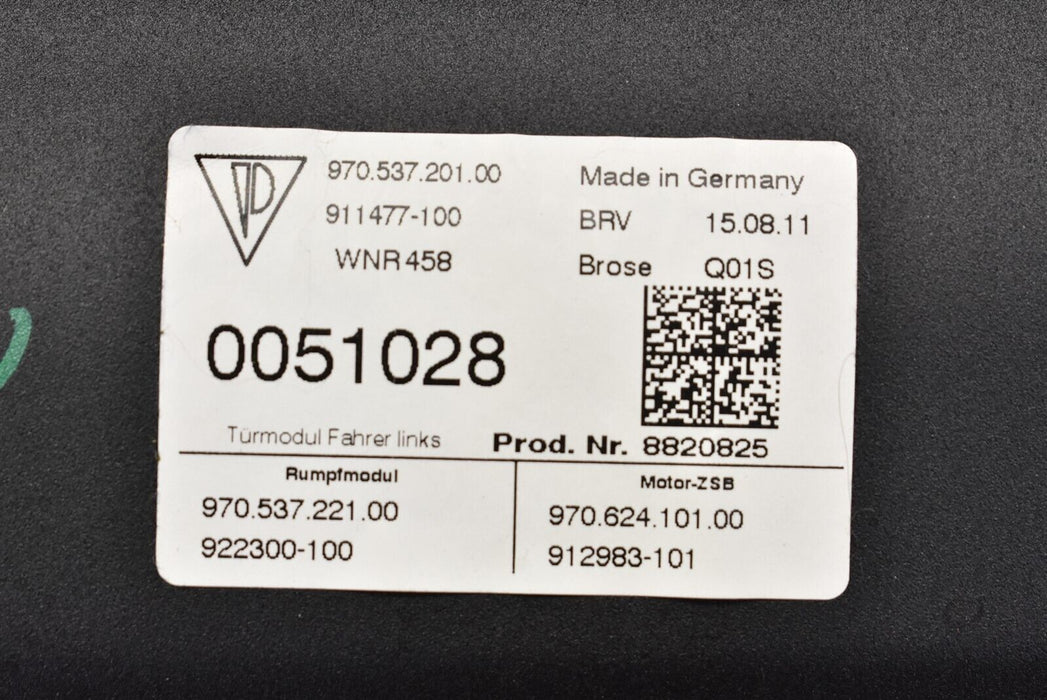 970.537.201.00
911477-100
WNR 458
Made in Germany
BRV 15.08.11
Brose Q01S
0051028
Türmodul Fahrer links
Prod. Nr. 8820825
Rumpfmodul
970.537.221.00
922300-100
Motor-ZSB
970.624.101.00
912983-101